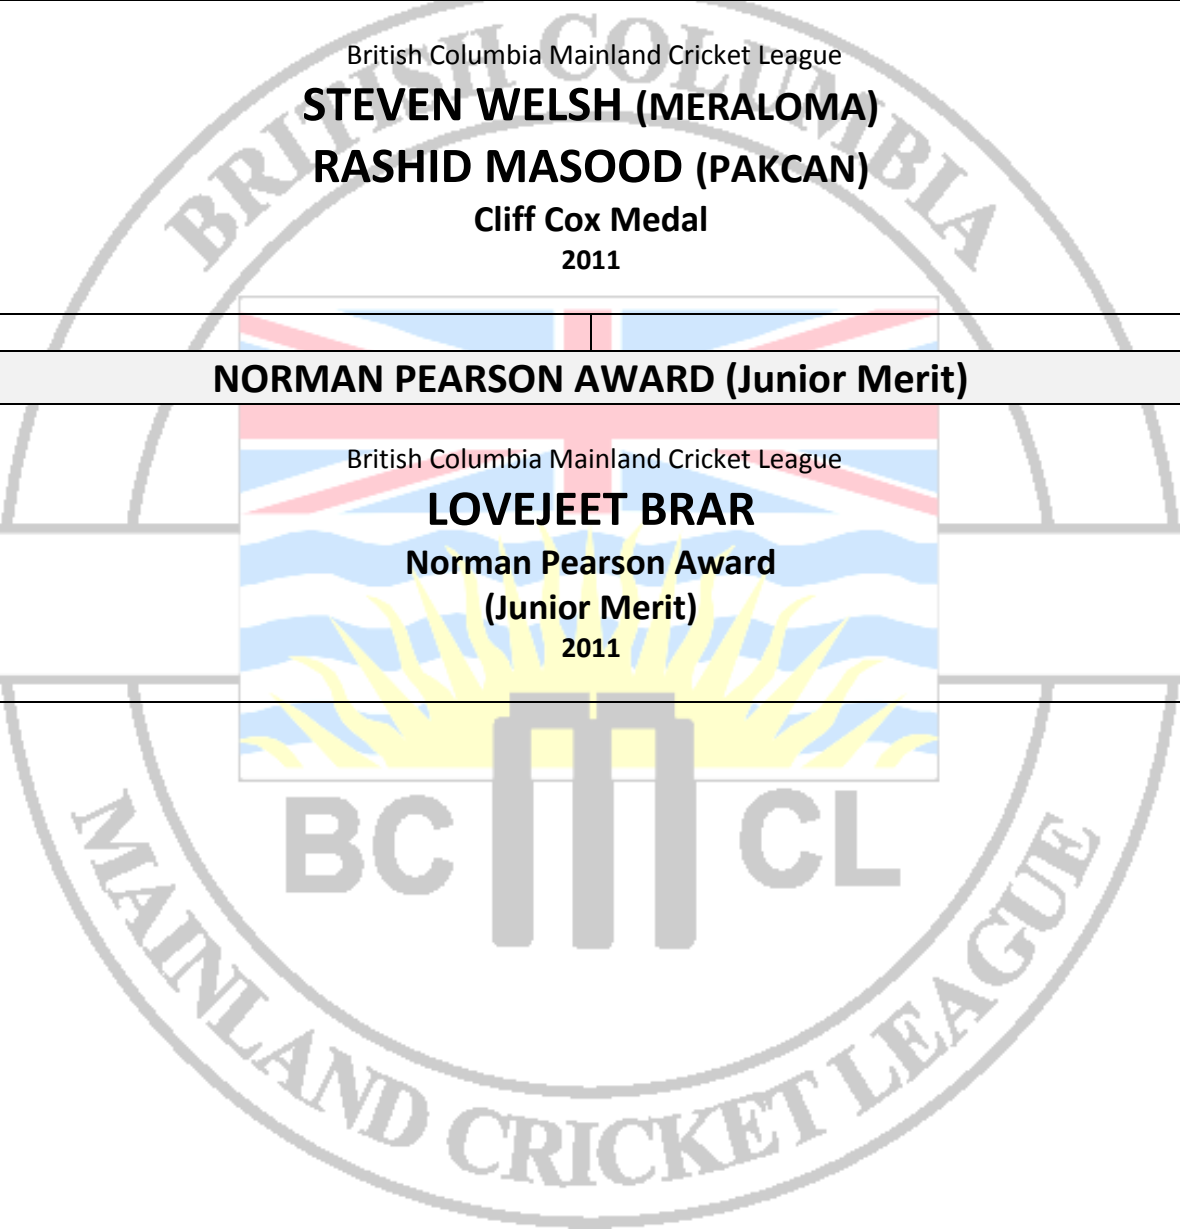 British Columbia Mainland Cricket League
STEVEN WELSH (MERALOMA)
RASHID MASOOD (PAKCAN)
Cliff Cox Medal
2011
NORMAN PEARSON AWARD (Junior Merit)
British Columbia Mainland Cricket League
LOVEJEET BRAR
Norman Pearson Award
(Junior Merit)
2011
BRITISH COLUMBIA
BC CL
MAINLAND CRICKET LEAGUE